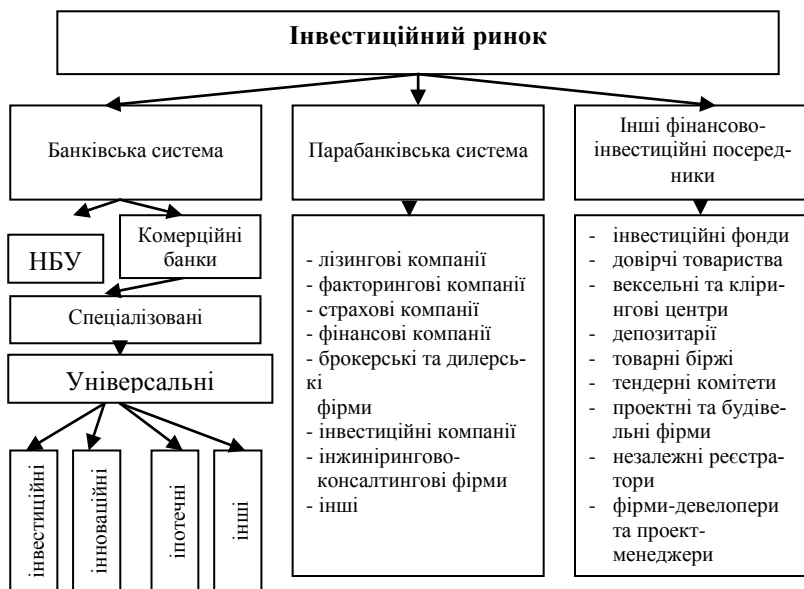 Інвестиційний ринок
Банківська система
НБУ
Комерційні
банки
Спеціалізовані
Універсальні
інвестиційні
інноваційні
іпотечні
інші
Парабанківська система
- лізингові компанії
- факторингові компанії
- страхові компанії
- фінансові компанії
- брокерські та дилерсь-
кі
фірми
- інвестиційні компанії
- інжинірингово-
консалтингові фірми
- інші
Інші фінансово-
інвестиційні посеред-
ники
- інвестиційні фонди
- довірчі товариства
- вексельні та клірин-
гові центри
- депозитарії
- товарні біржі
- тендерні комітети
- проектні та будіве-
льні фірми
- незалежні реєстра-
тори
- фірми-девелопери
та проект-
менеджери